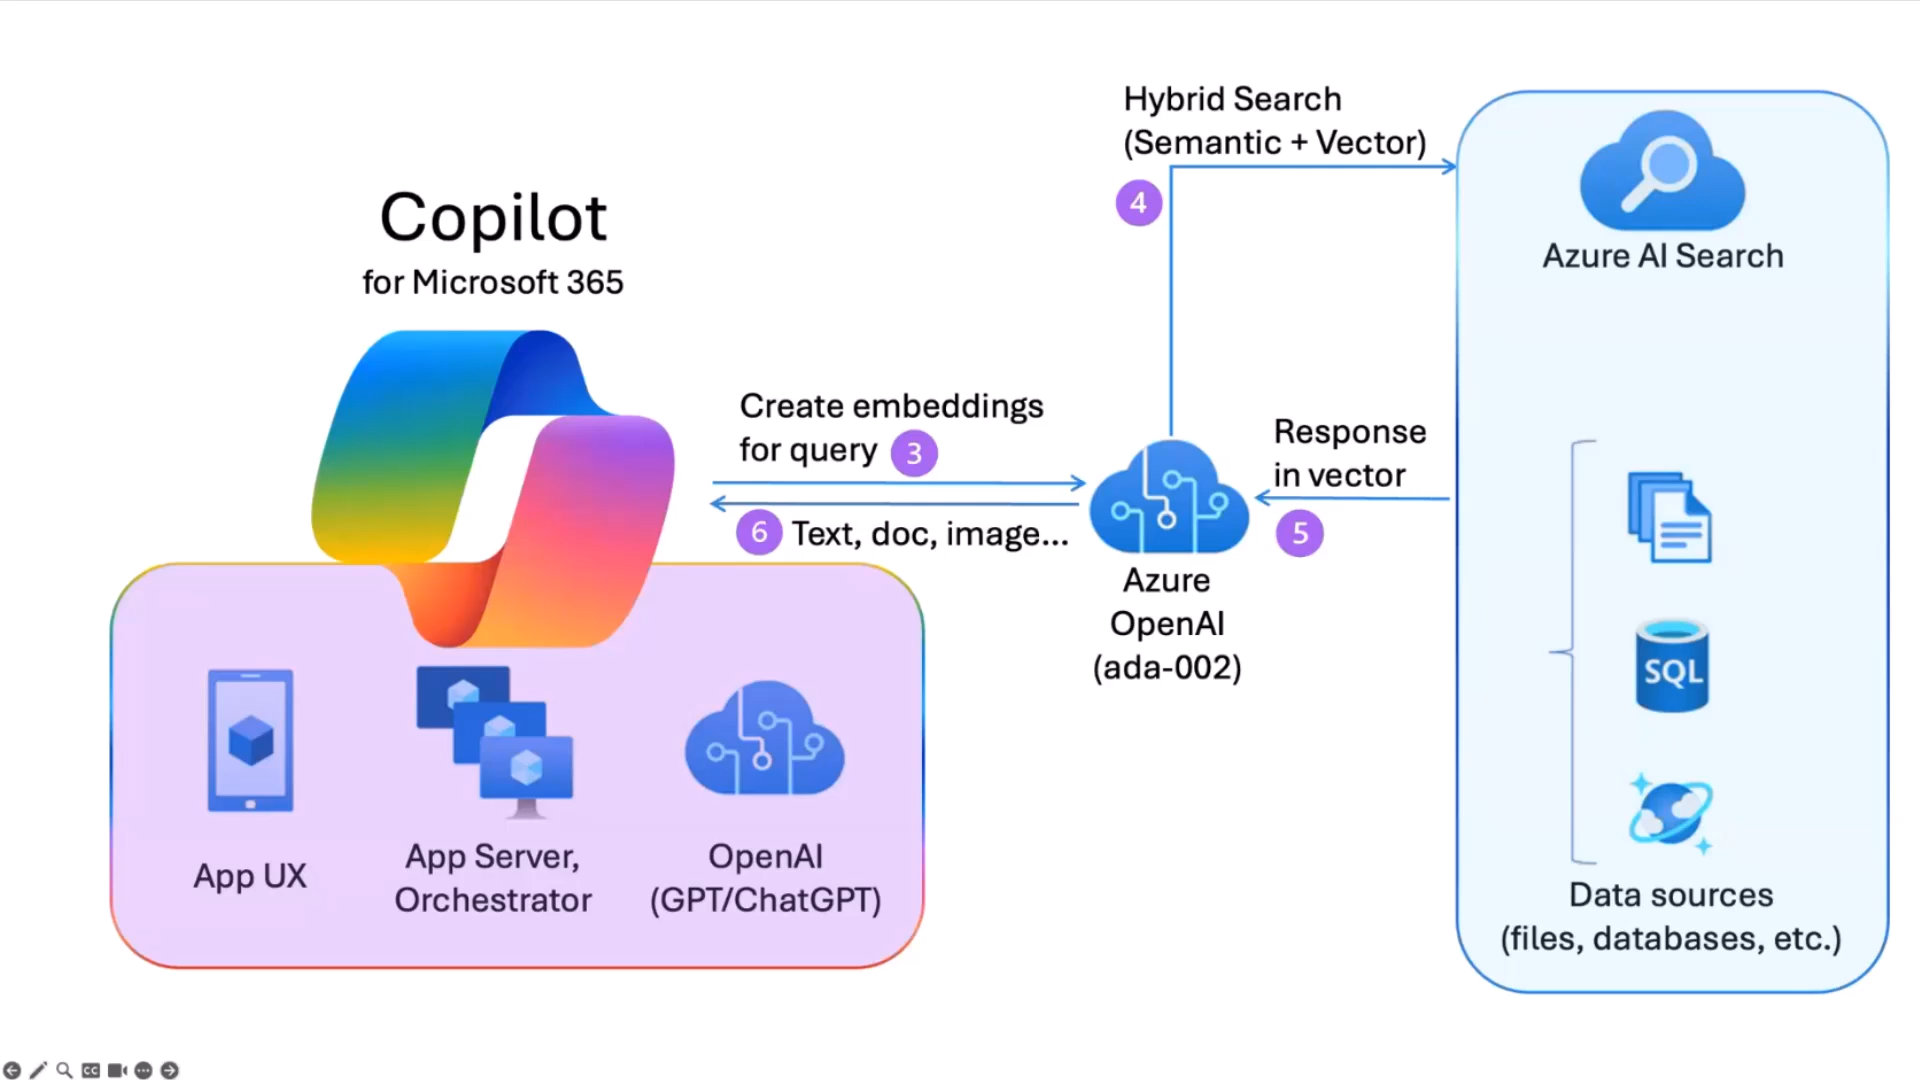 Copilot
for Microsoft 365
Create embeddings
for query 3
6 Text, doc, image...
Hybrid Search
(Semantic + Vector)
4
Response
in vector
5
Azure
OpenAI
(ada-002)
Azure AI Search
SQL
Data sources
(files, databases, etc.)
App UX
App Server,
Orchestrator
OpenAI
(GPT/ChatGPT)
CC